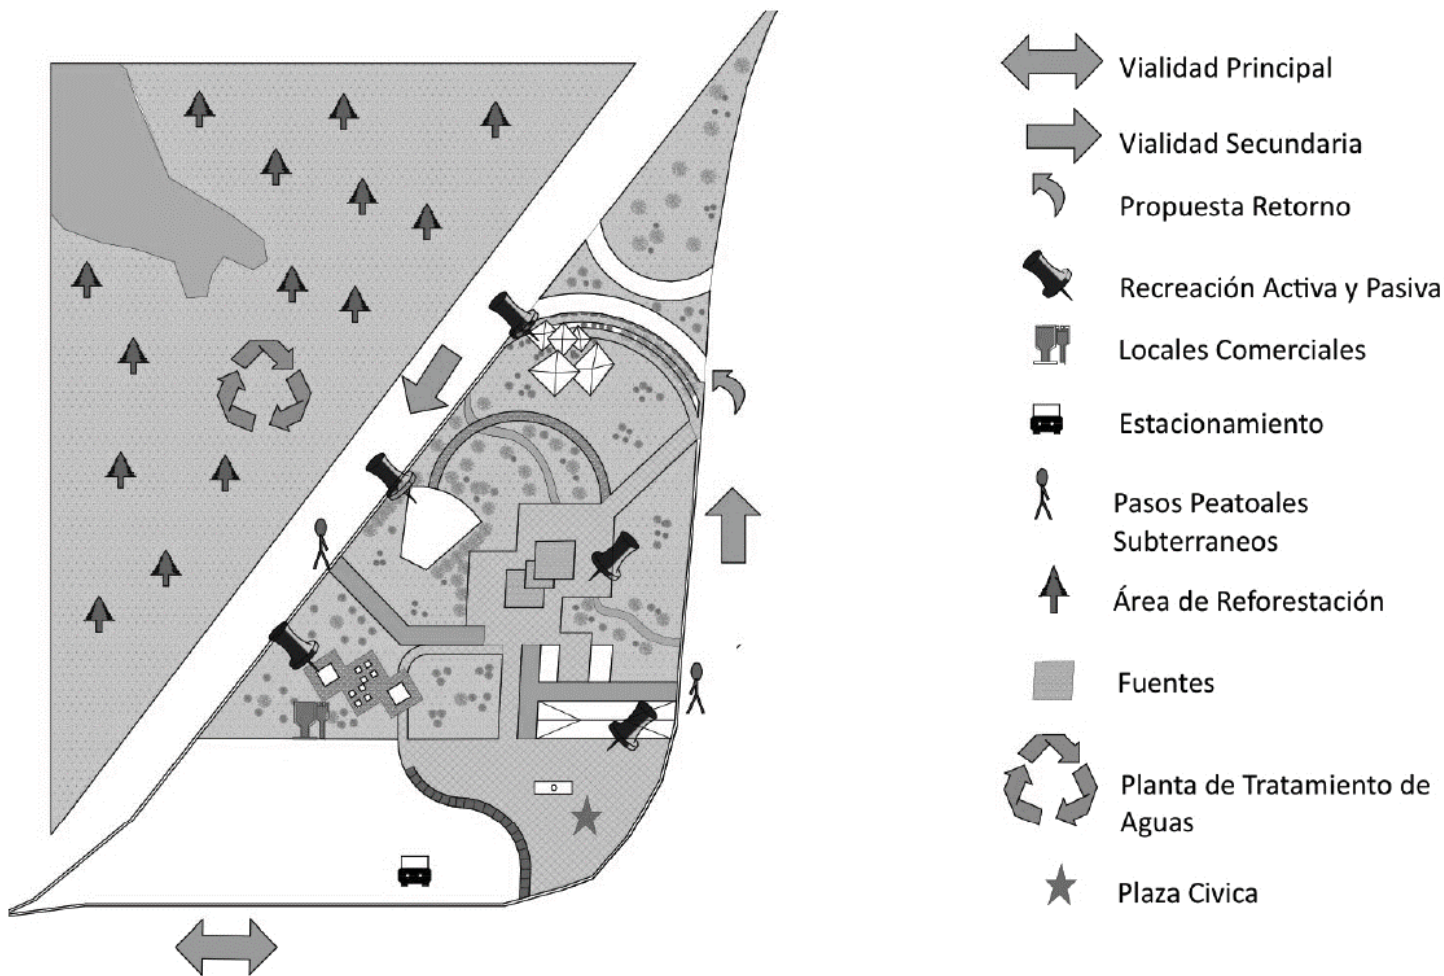 Vialidad Principal
Vialidad Secundaria
Propuesta Retorno
Recreación Activa y Pasiva
Locales Comerciales
Estacionamiento
Pasos Peatoales
Subterraneos
Área de Reforestación
Fuentes
Planta de Tratamiento de
Aguas
Plaza Civica